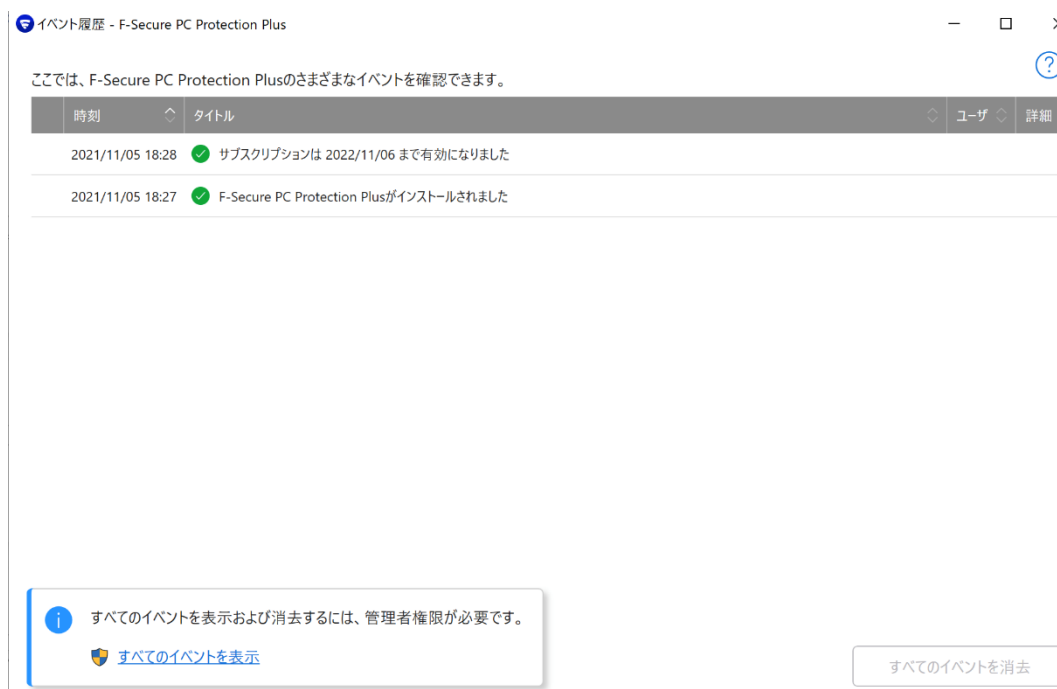 イベント履歴 - F-Secure PC Protection Plus
ここでは、F-Secure PC Protection Plusのさまざまなイベントを確認できます。
時刻 タイトル ユーザ 詳細
2021/11/05 18:28 サブスクリプションは 2022/11/06 まで有効になりました
2021/11/05 18:27 F-Secure PC Protection Plusがインストールされました
すべてのイベントを表示および消去するには、管理者権限が必要です。
すべてのイベントを表示
すべてのイベントを消去